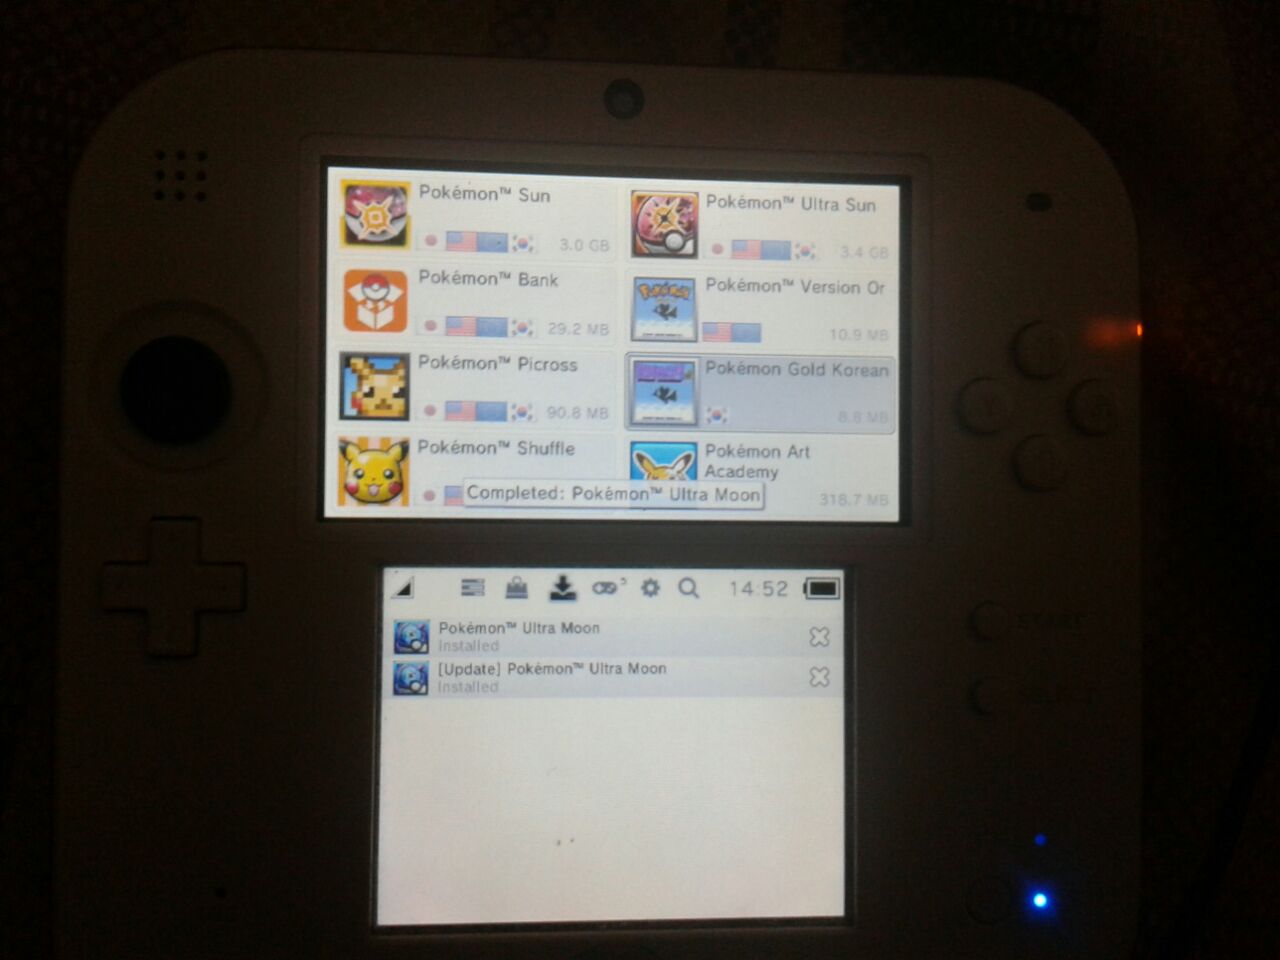 Pokémon™ Sun
3.0 GB
Pokémon™ Ultra Sun
3.4 GB
Pokémon™ Bank
29.2 MB
Pokémon™ Version Or
10.9 MB
Pokémon™ Picross
90.8 MB
Pokémon Gold Korean
8.8 MB
Pokémon™ Shuffle
Pokémon Art
Academy
318.7 MB
Completed: Pokémon™ Ultra Moon
14:52
Pokémon™ Ultra Moon
Installed
[Update] Pokémon™ Ultra Moon
Installed